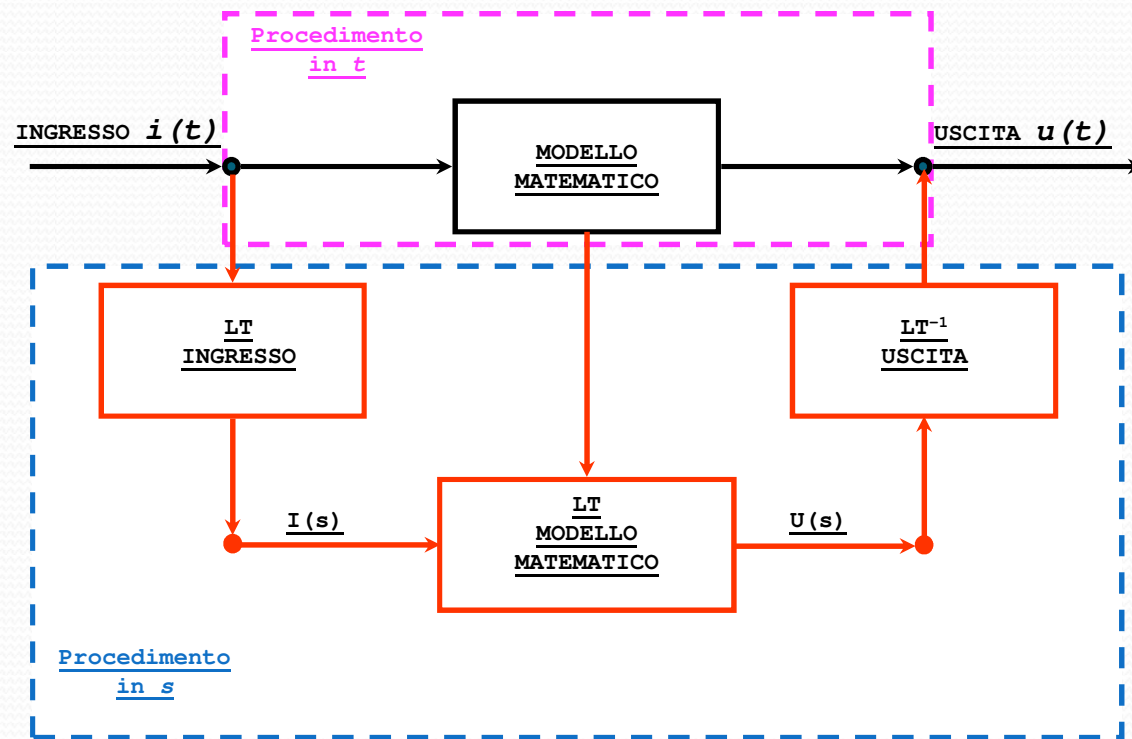 Procedimento
in t
INGRESSO i(t)
MODELLO
MATEMATICO
USCITA u(t)
LT
INGRESSO
LT⁻¹
USCITA
I(s)
LT
MODELLO
MATEMATICO
U(s)
Procedimento
in s